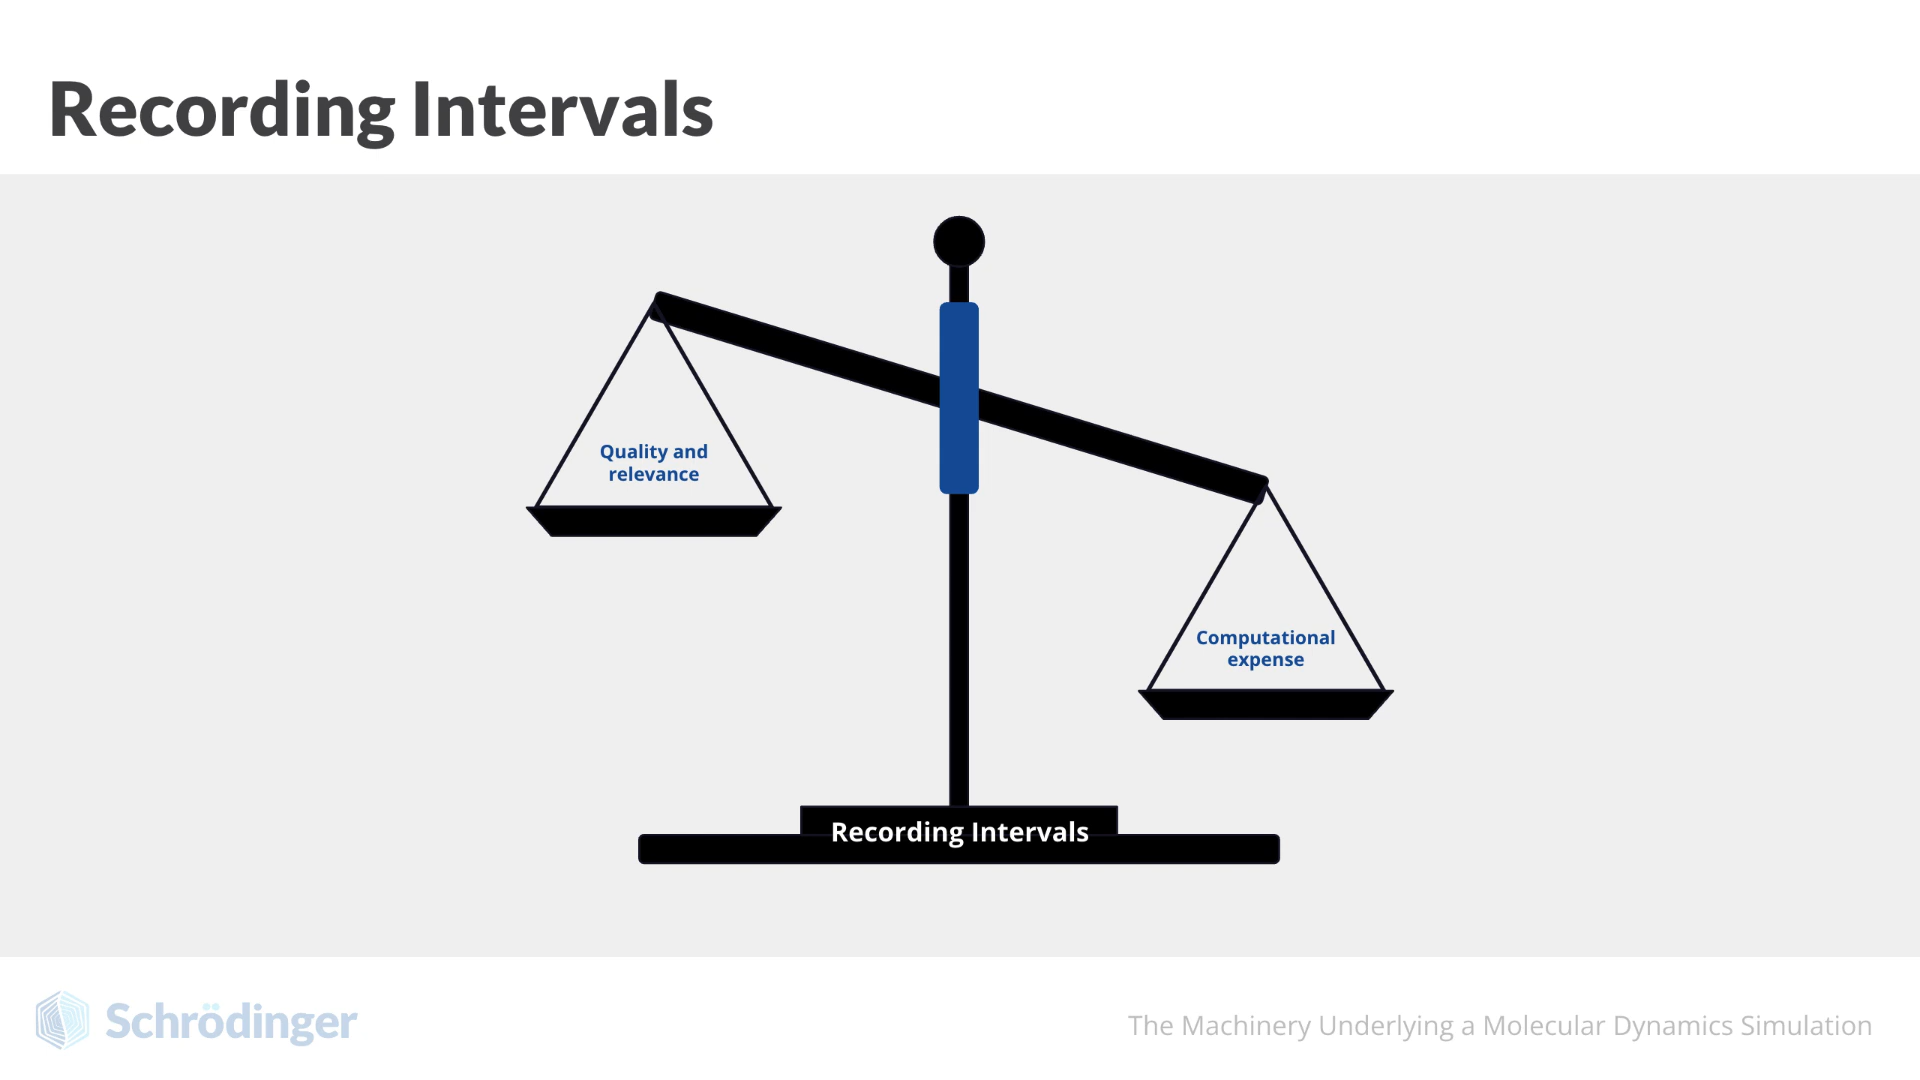 Recording Intervals
Quality and
relevance
Computational
expense
Recording Intervals
Schrödinger
The Machinery Underlying a Molecular Dynamics Simulation